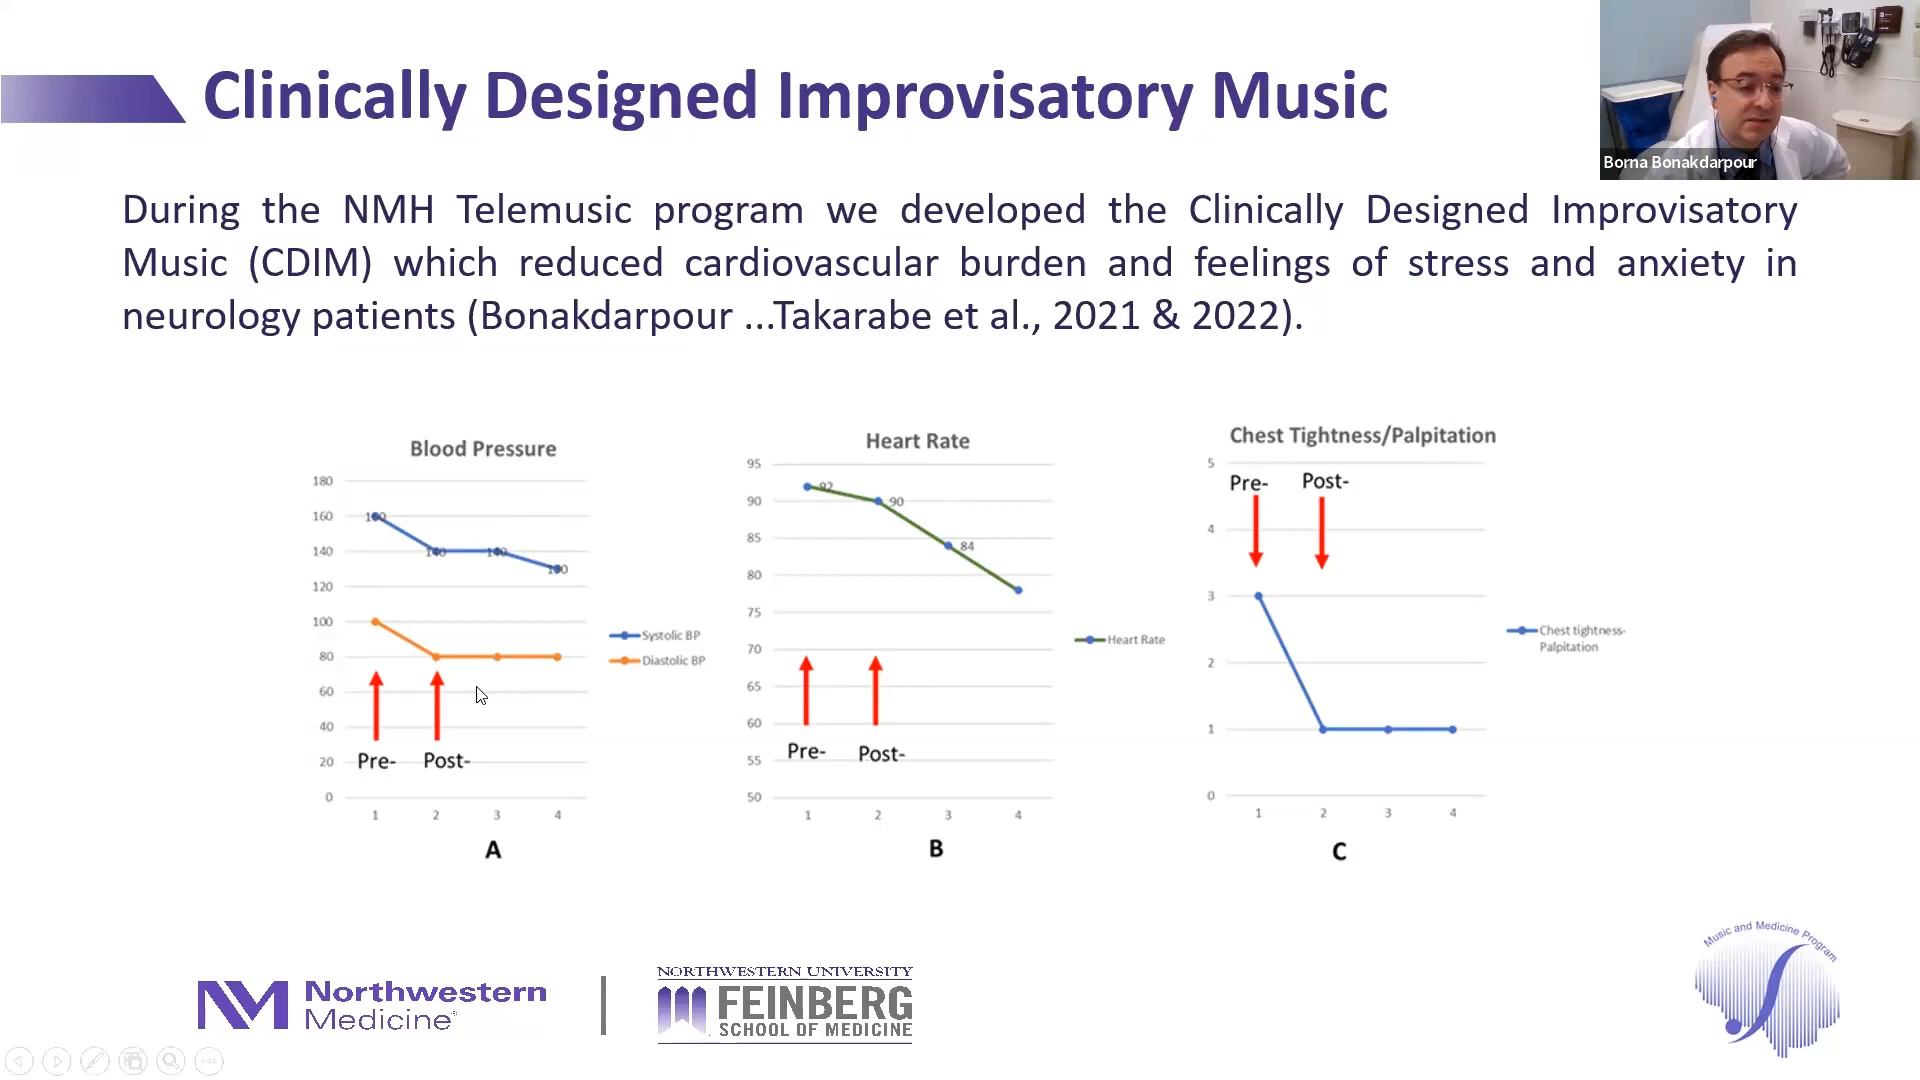 Clinically Designed Improvisatory Music
Borna Bonakdarpour
During the NMH Telemusic program we developed the Clinically Designed Improvisatory
Music (CDIM) which reduced cardiovascular burden and feelings of stress and anxiety in
neurology patients (Bonakdarpour ...Takarabe et al., 2021 & 2022).
Blood Pressure
180
160
140
120
100
80
60
40
20
0
160
140
140
130
Pre-
Post-
1 2 3 4
Systolic BP
Diastolic BP
A
Heart Rate
95
90
85
80
75
70
65
60
55
50
92
90
84
Pre-
Post-
1 2 3 4
Heart Rate
B
Chest Tightness/Palpitation
5
4
3
2
1
0
Pre-
Post-
1 2 3 4
Chest tightness-
Palpitation
C
Northwestern
Medicine®
NORTHWESTERN UNIVERSITY
FEINBERG
SCHOOL OF MEDICINE
Music and Medicine Program